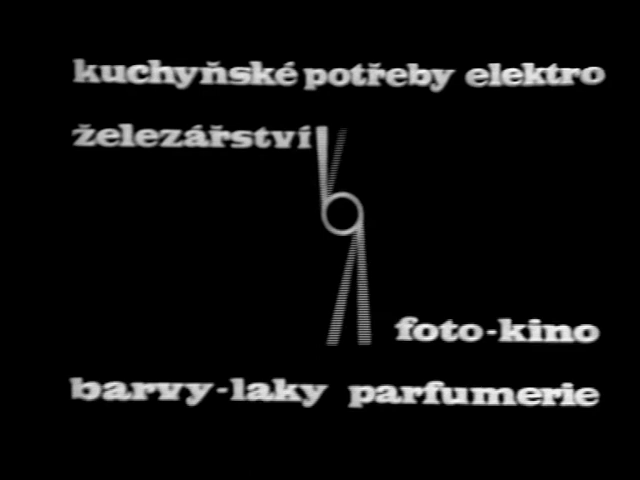 kuchyňské potřeby elektro
železářství
foto-kino
barvy-laky parfumerie